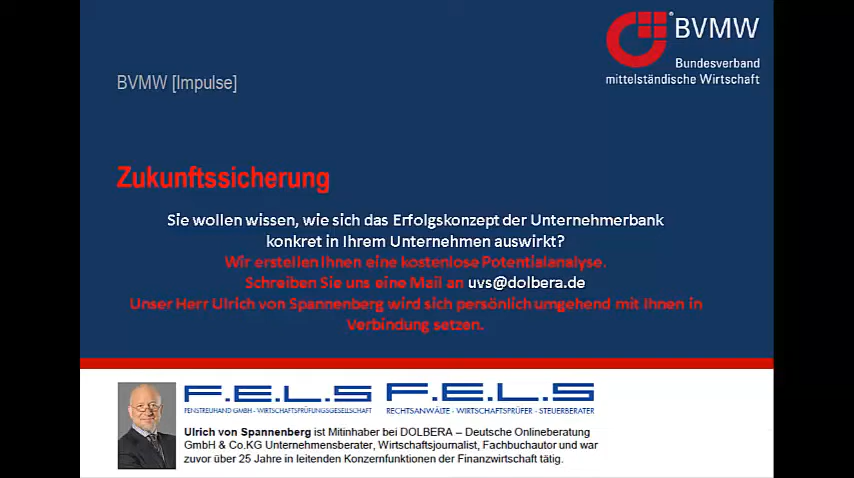 BVMW
Bundesverband
mittelständische Wirtschaft
BVMW [Impulse]
Zukunftssicherung
Sie wollen wissen, wie sich das Erfolgskonzept der Unternehmerbank
konkret in Ihrem Unternehmen auswirkt?
Wir erstellen Ihnen eine kostenlose Potentialanalyse.
Schreiben Sie uns eine Mail an uvs@dolbera.de
Unser Herr Ulrich von Spannenberg wird sich persönlich umgehend mit Ihnen in
Verbindung setzen.
F.E.L.S F.E.L.S
FENSTREUHAND GMBH - WIRTSCHAFTSPRÜFUNGSGESELLSCHAFT RECHTSANWÄLTE - WIRTSCHAFTSPRÜFER - STEUERBERATER
Ulrich von Spannenberg ist Mitinhaber bei DOLBERA – Deutsche Onlineberatung
GmbH & Co.KG Unternehmensberater, Wirtschaftsjournalist, Fachbuchautor und war
zuvor über 25 Jahre in leitenden Konzernfunktionen der Finanzwirtschaft tätig.